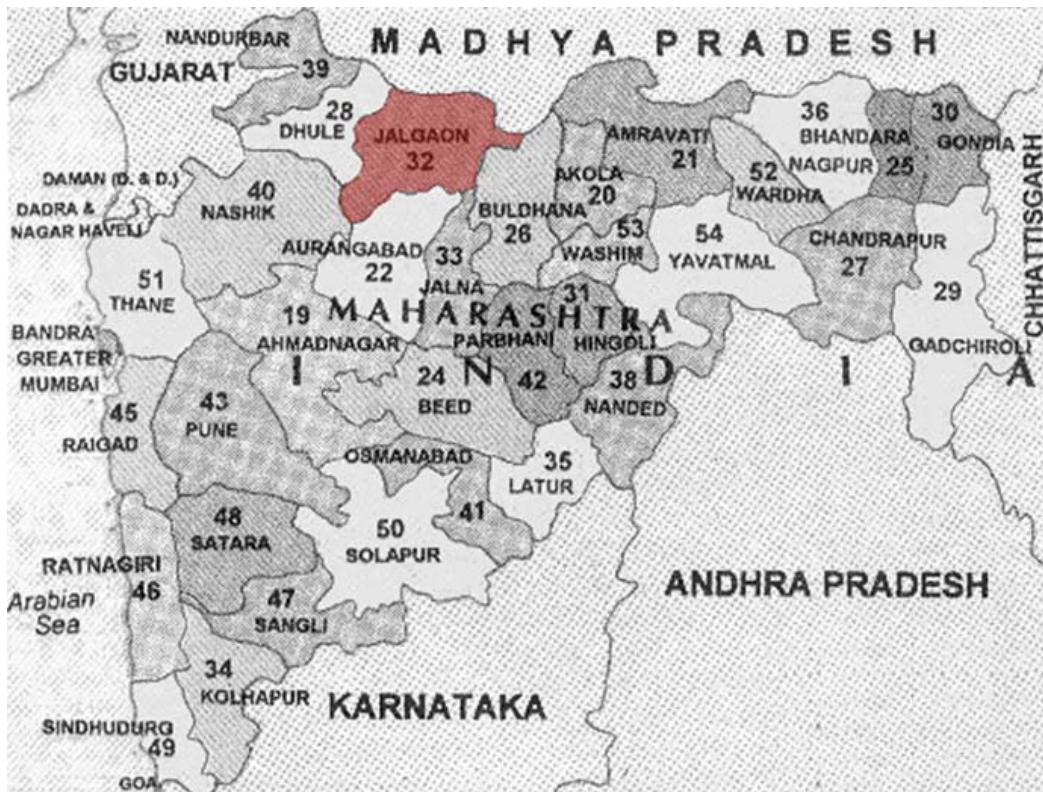 MADHYA PRADESH
NANDURBAR
39
GUJARAT
28
DHULE
JALGAON
32
AMRAVATI
21
36
BHANDARA
NAGPUR
25
30
GONDIA
CHHATTISGARH
DAMAN (D. & D.)
DADRA &
NAGAR HAVELI
40
NASHIK
AKOLA
20
52
WARDHA
BULDHANA
26
AURANGABAD
22
33
JALNA
53
WASHIM
54
YAVATMAL
CHANDRAPUR
27
51
THANE
29
GADCHIROLI
MAHARASHTRA
19
AHMADNAGAR
PARBHANI
42
31
HINGOLI
INDIA
BANDRA
GREATER
MUMBAI
24
BEED
38
NANDED
45
RAIGAD
43
PUNE
OSMANABAD
41
35
LATUR
48
SATARA
50
SOLAPUR
RATNAGIRI
46
Arabian
Sea
ANDHRA PRADESH
47
SANGLI
34
KOLHAPUR
KARNATAKA
SINDHUDURG
49
GOA